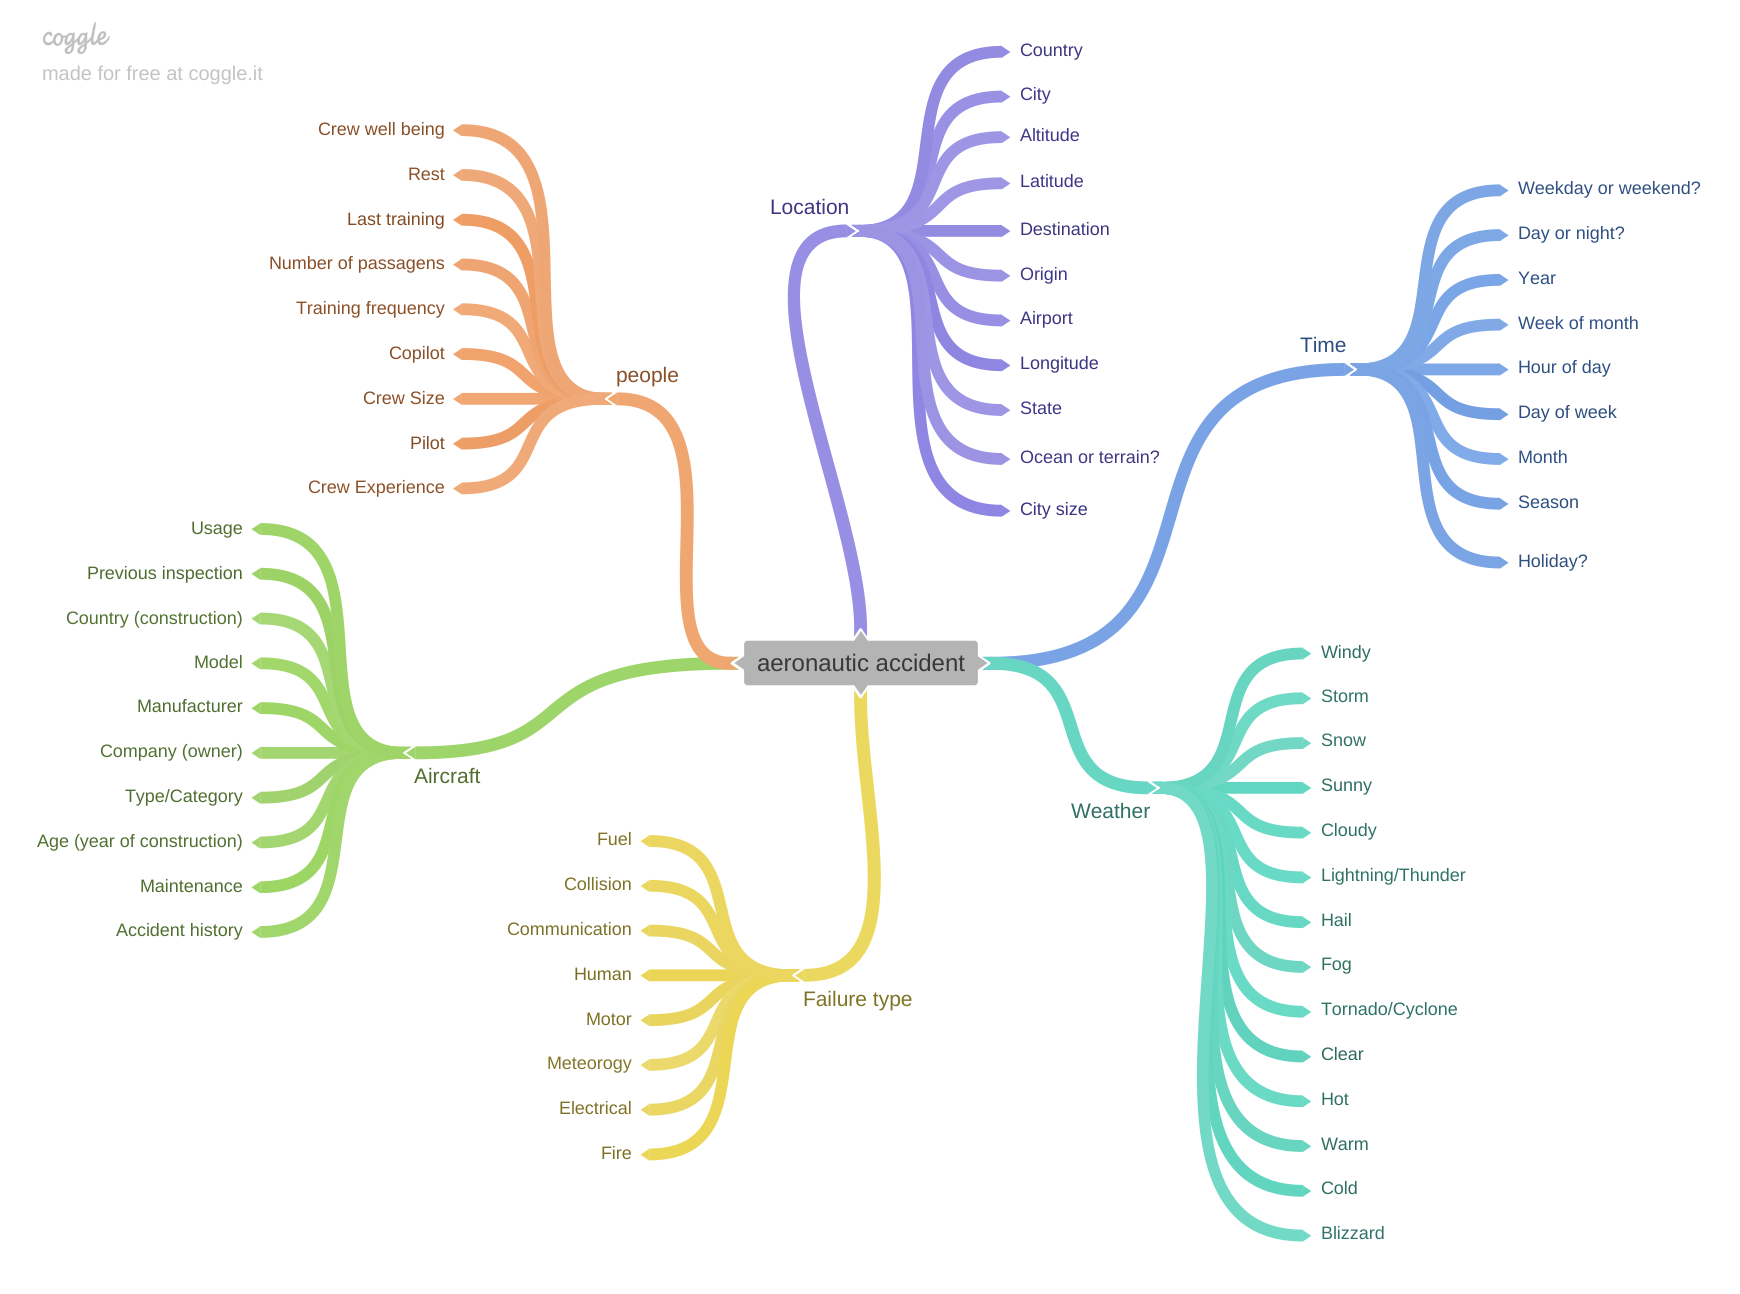 coggle
made for free at coggle.it
Crew well being
Rest
Last training
Number of passagens
Training frequency
Copilot
Crew Size
Pilot
Crew Experience
people
Location
Country
City
Altitude
Latitude
Destination
Origin
Airport
Longitude
State
Ocean or terrain?
City size
Time
Weekday or weekend?
Day or night?
Year
Week of month
Hour of day
Day of week
Month
Season
Holiday?
aeronautic accident
Usage
Previous inspection
Country (construction)
Model
Manufacturer
Company (owner)
Type/Category
Age (year of construction)
Maintenance
Accident history
Aircraft
Fuel
Collision
Communication
Human
Motor
Meteorogy
Electrical
Fire
Failure type
Weather
Windy
Storm
Snow
Sunny
Cloudy
Lightning/Thunder
Hail
Fog
Tornado/Cyclone
Clear
Hot
Warm
Cold
Blizzard